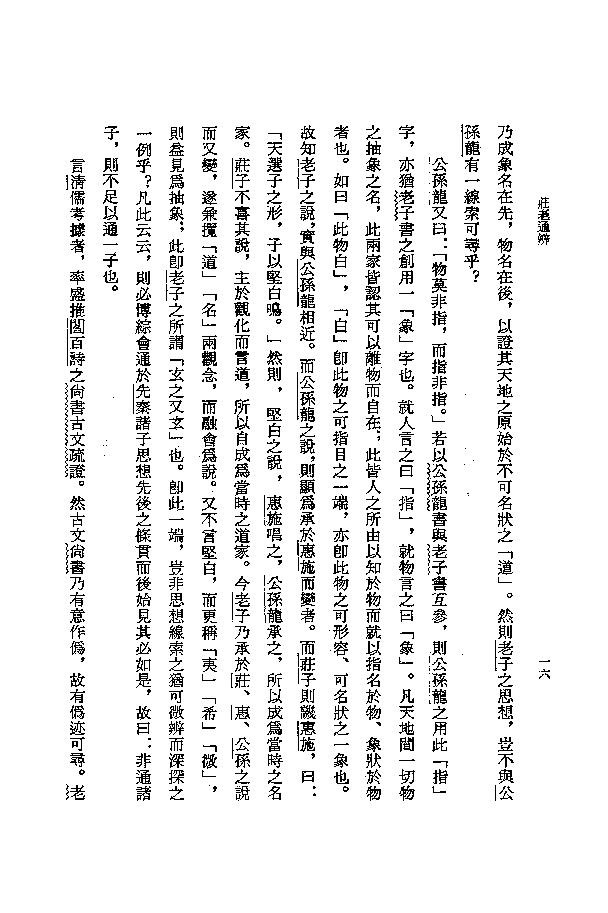 莊老通辨
一六
乃成象名在先，物名在後，以證其天地之原始於不可名狀之「道」。然則老子之思想，豈不與公
孫龍有一線索可尋乎？
公孫龍又曰：「物莫非指，而指非指。」若以公孫龍書與老子書互參，則公孫龍之用此「指」
字，亦猶老子書之創用一「象」字也。就人言之曰「指」，就物言之曰「象」。凡天地間一切物
之抽象之名，此兩家皆認其可以離物而自在，此皆人之所由以知於物而就以指名於物、象狀於物
者也。如曰「此物白」，「白」卽此物之可指目之一端，亦卽此物之可形容、可名狀之一象也。
故知老子之說，實與公孫龍相近。而公孫龍之說，則顯爲承於惠施而變者。而莊子則譏惠施，曰：
「天選子之形，子以堅白鳴。」然則，堅白之說，惠施唱之，公孫龍承之，所以成爲當時之名
家。莊子不喜其說，主於觀化而言道，所以自成爲當時之道家。今老子乃承於莊、惠、公孫之說
而又變，遂兼攬「道」「名」兩觀念，而融會爲說。又不言堅白，而更稱「夷」「希」「微」，
則益見爲抽象，此卽老子之所謂「玄之又玄」也。卽此一端，豈非思想線索之猶可微辨而深探之
一例乎？凡此云云，則必博綜會通於先秦諸子思想先後之條貫而後始見其必如是，故曰：非通諸
子，則不足以通一子也。
言淸儒考據者，率盛推閻百詩之尙書古文疏證。然古文尙書乃有意作僞，故有僞迹可尋。老